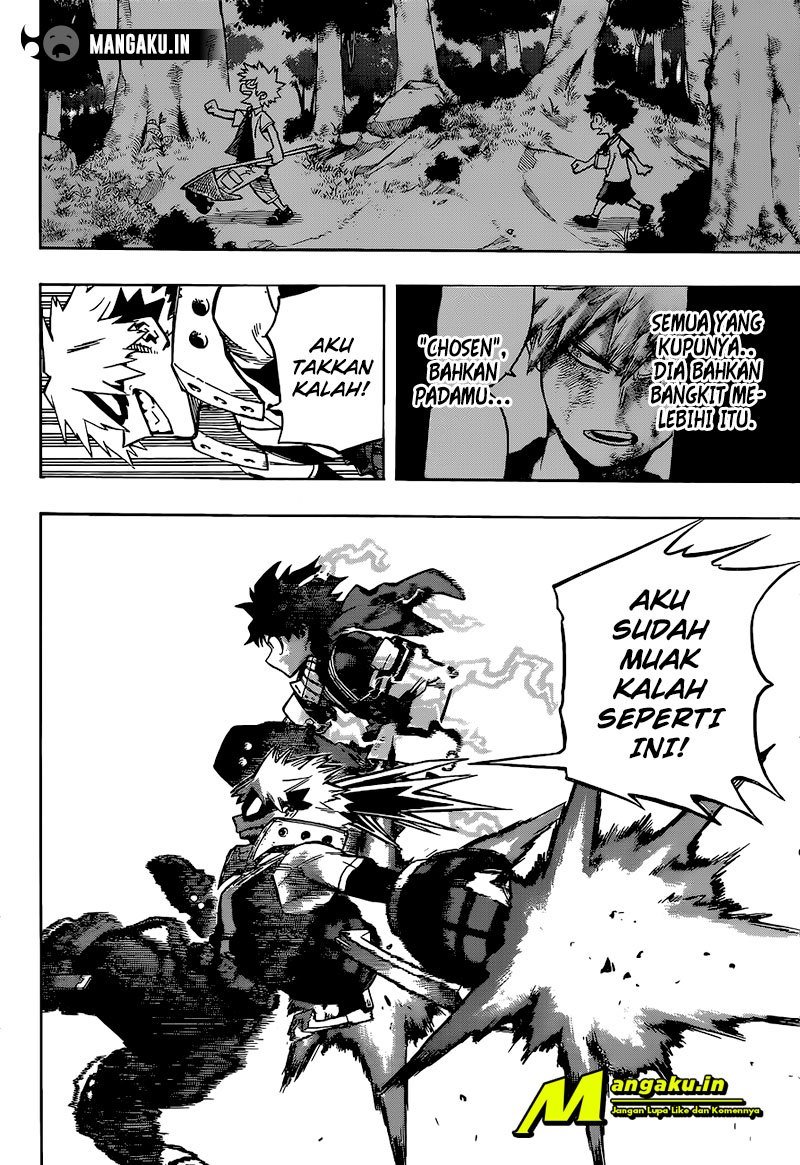 MANGAKU.IN
SEMUA YANG
KUPUNYA..
DIA BAHKAN
BANGKIT ME-
LEBIHI ITU.
"CHOSEN",
BAHKAN
PADAMU...
AKU
TAKKAN
KALAH!
AKU
SUDAH
MUAK
KALAH
SEPERTI
INI!
Mangaku.in
Jangan Lupa Like dan Komennya